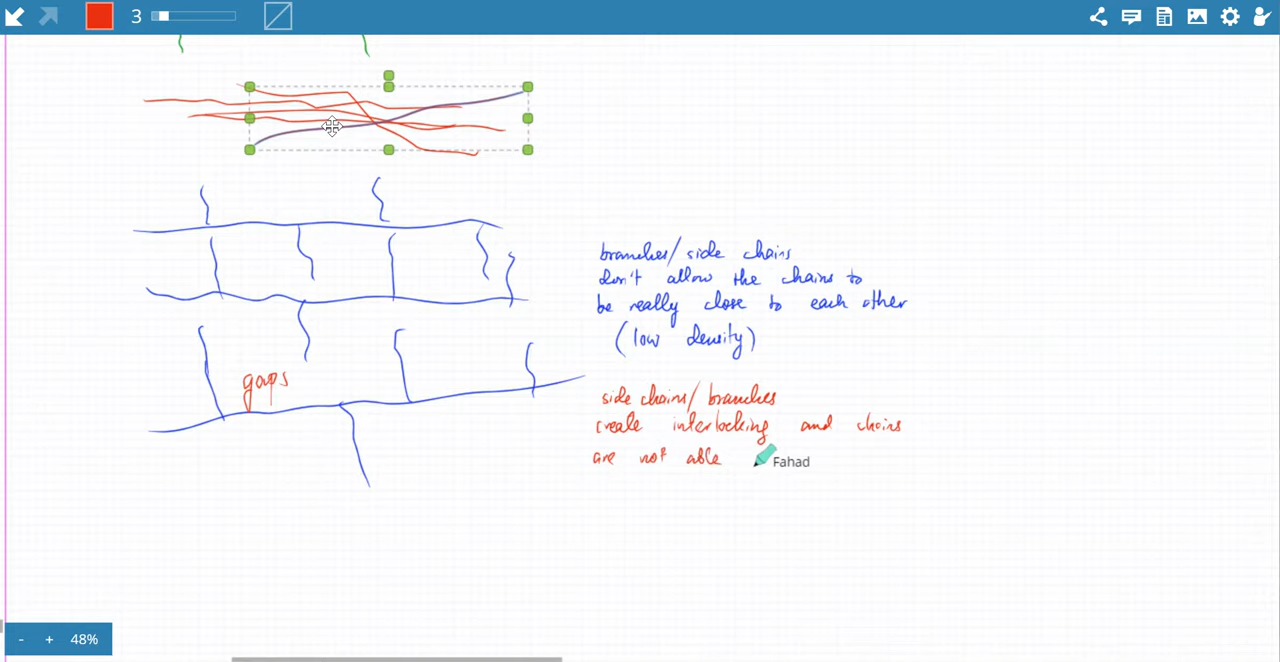 3
branches/side chains
don't allow the chains to
be really close to each other
(low density)
gaps
side chains/branches
create interlocking and chains
are not able
Fahad
- + 48%